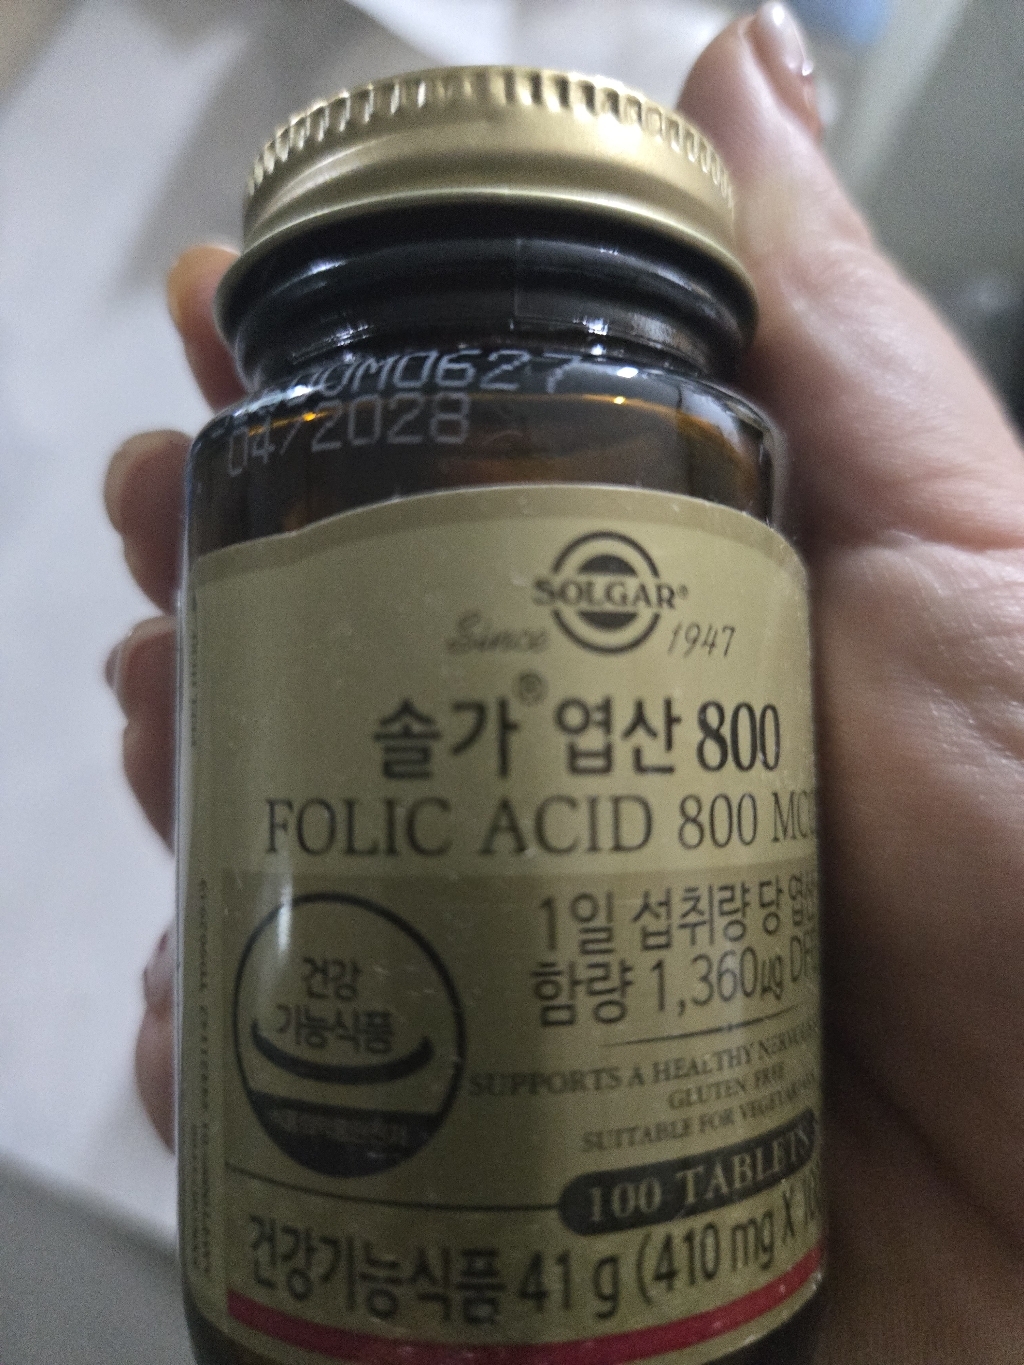 04/2028
SOLGAR®
Since 1947
솔가® 엽산 800
FOLIC ACID 800
1일 섭취량 당
함량 1,360μg
건강
기능식품
SUPPORTS A HEALTHY
GLUTEN FREE
SUITABLE FOR
100 TABLETS
건강기능식품 41 g (410 mg X